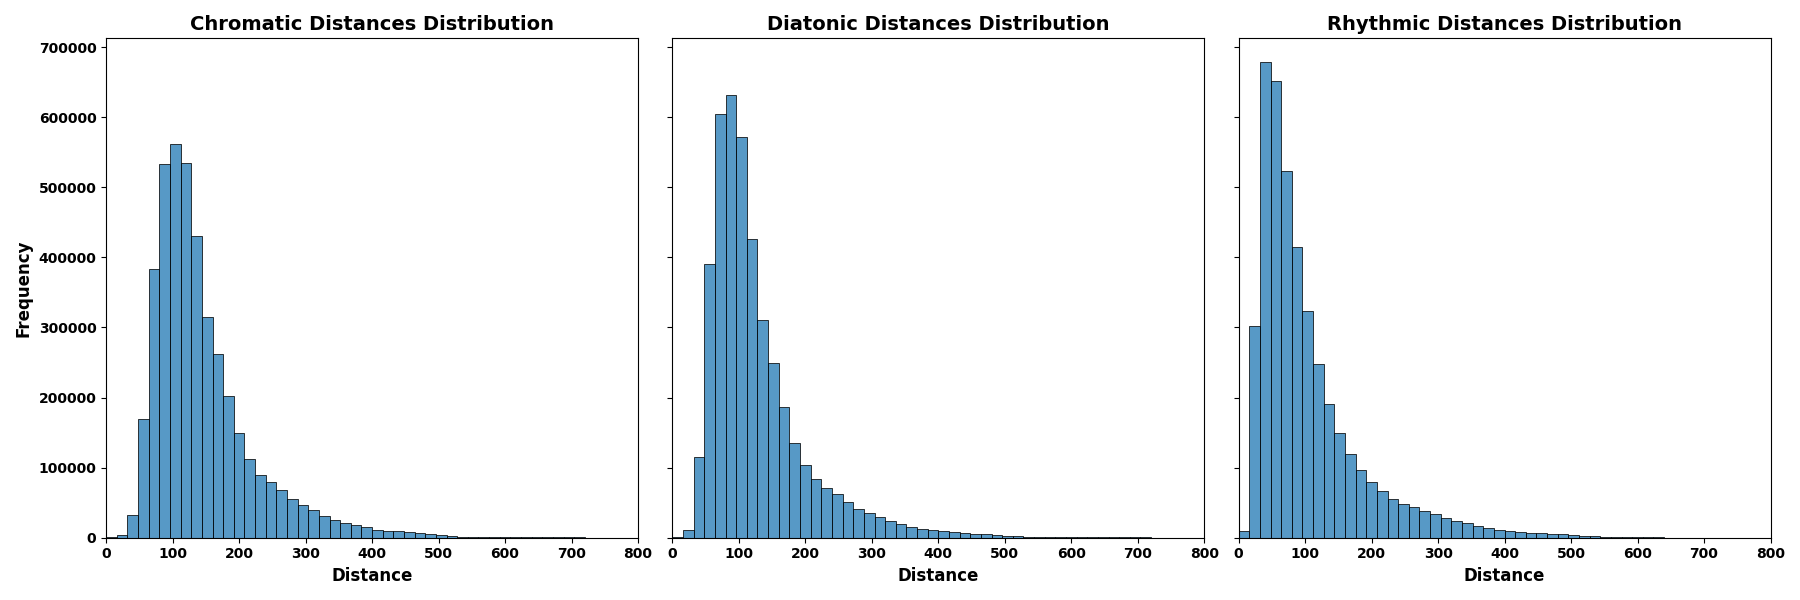 Chromatic Distances Distribution
Diatonic Distances Distribution
Rhythmic Distances Distribution
Frequency
700000
600000
500000
400000
300000
200000
100000
0
0 100 200 300 400 500 600 700 800
0 100 200 300 400 500 600 700 800
0 100 200 300 400 500 600 700 800
Distance
Distance
Distance